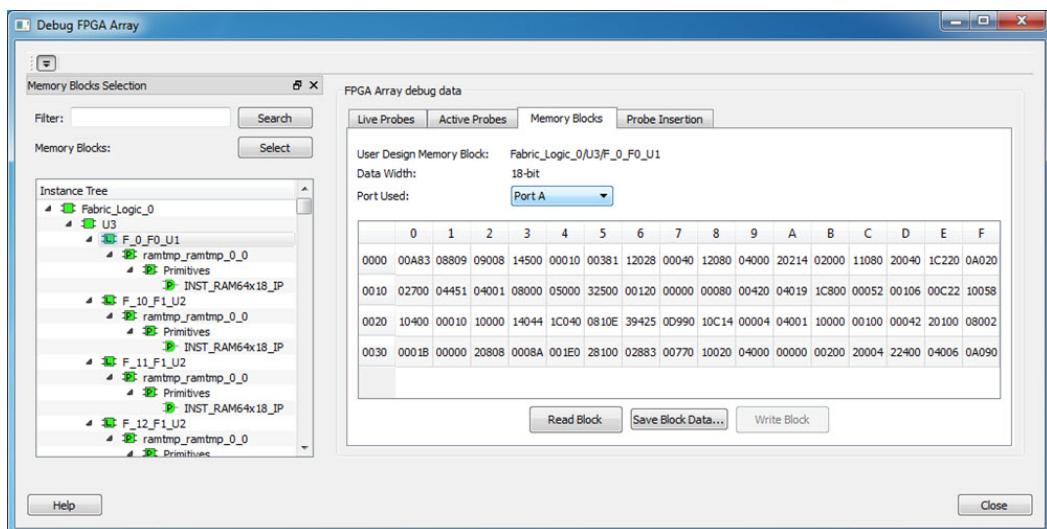 Debug FPGA Array
Memory Blocks Selection
Filter:
Search
Memory Blocks:
Select
Instance Tree
Fabric_Logic_0
U3
F_0_F0_U1
ramtmp_ramtmp_0_0
Primitives
INST_RAM64x18_IP
F_10_F1_U2
ramtmp_ramtmp_0_0
Primitives
INST_RAM64x18_IP
F_11_F1_U2
ramtmp_ramtmp_0_0
Primitives
INST_RAM64x18_IP
F_12_F1_U2
ramtmp_ramtmp_0_0
Primitives
FPGA Array debug data
Live Probes Active Probes Memory Blocks Probe Insertion
User Design Memory Block: Fabric_Logic_0/U3/F_0_F0_U1
Data Width: 18-bit
Port Used: Port A
0 1 2 3 4 5 6 7 8 9 A B C D E F
0000 00A83 08809 09008 14500 00010 00381 12028 00040 12080 04000 20214 02000 11080 20040 1C220 0A020
0010 02700 04451 04001 08000 05000 32500 00120 00000 00080 00420 04019 1C800 00052 00106 00C22 10058
0020 10400 00010 10000 14044 1C040 0810E 39425 0D990 10C14 00004 04001 10000 00100 00042 20100 08002
0030 0001B 00000 20808 0008A 001E0 28100 02883 00770 10020 04000 00000 00200 20004 22400 04006 0A090
Read Block Save Block Data... Write Block
Help Close